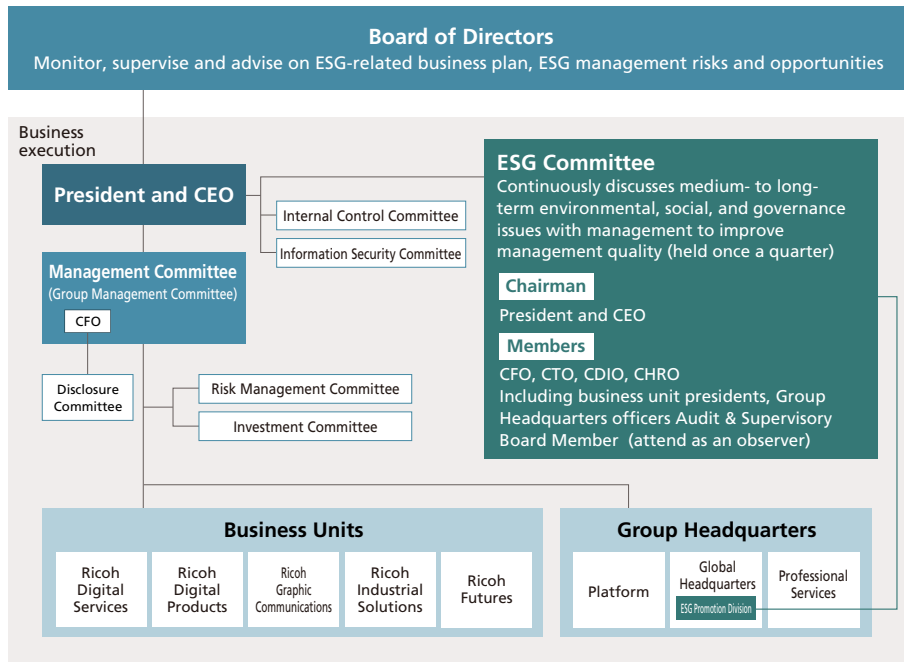 Board of Directors
Monitor, supervise and advise on ESG-related business plan, ESG management risks and opportunities
Business
execution
President and CEO
Internal Control Committee
Information Security Committee
Management Committee
(Group Management Committee)
CFO
Disclosure
Committee
Risk Management Committee
Investment Committee
ESG Committee
Continuously discusses medium- to long-
term environmental, social, and governance
issues with management to improve
management quality (held once a quarter)
Chairman
President and CEO
Members
CFO, CTO, CDIO, CHRO
Including business unit presidents, Group
Headquarters officers Audit & Supervisory
Board Member (attend as an observer)
Business Units
Ricoh
Digital
Services
Ricoh
Digital
Products
Ricoh
Graphic
Communications
Ricoh
Industrial
Solutions
Ricoh
Futures
Group Headquarters
Platform
Global
Headquarters
ESG Promotion Division
Professional
Services